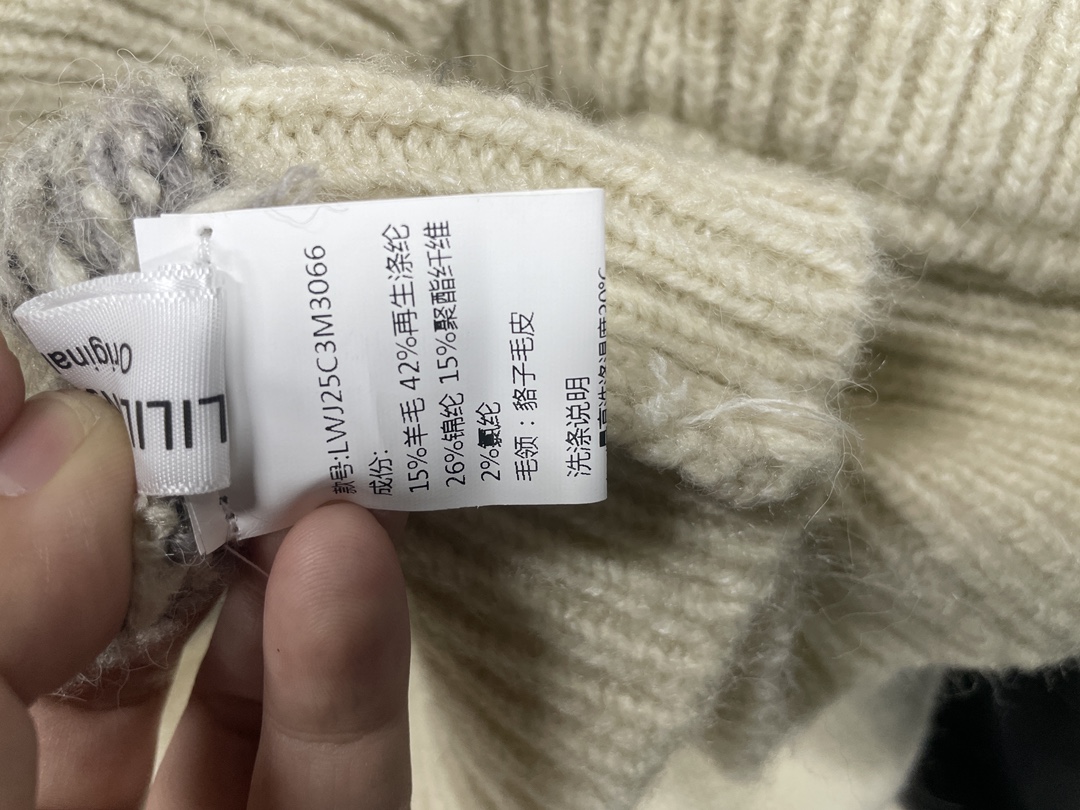 款号:LWJ25C3M3066
成份:
15%羊毛 42%再生涤纶
26%锦纶 15%聚酯纤维
2%氨纶
毛领：貉子毛皮
洗涤说明
Original